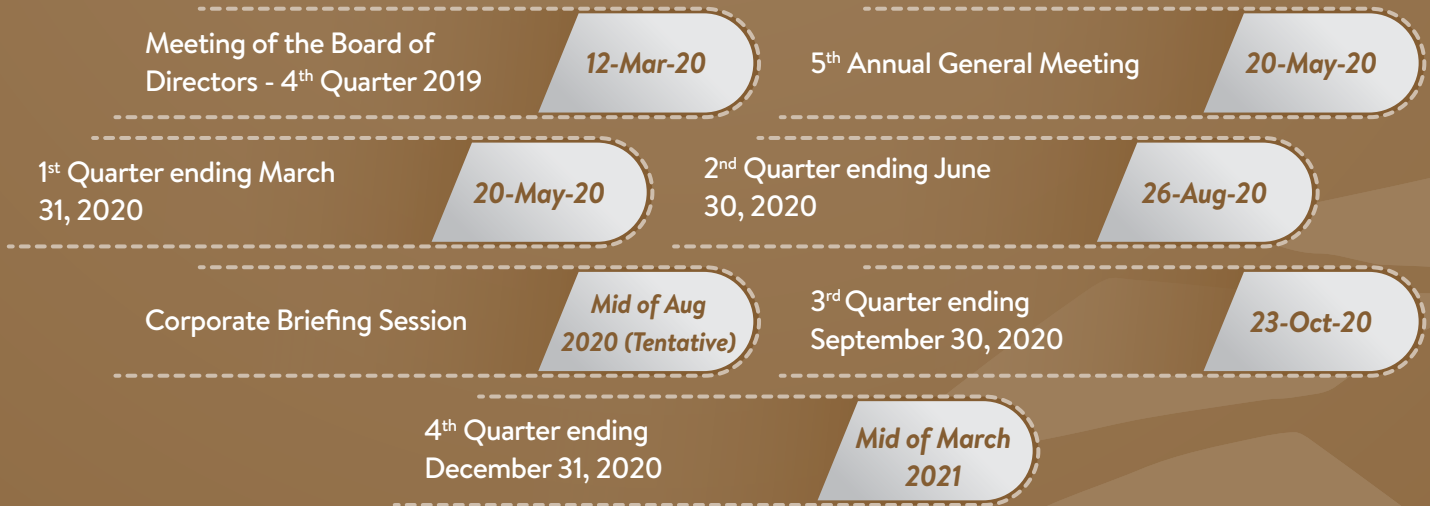 Meeting of the Board of
Directors - 4th Quarter 2019
12-Mar-20
5th Annual General Meeting
20-May-20
1st Quarter ending March
31, 2020
20-May-20
2nd Quarter ending June
30, 2020
26-Aug-20
Corporate Briefing Session
Mid of Aug
2020 (Tentative)
3rd Quarter ending
September 30, 2020
23-Oct-20
4th Quarter ending
December 31, 2020
Mid of March
2021